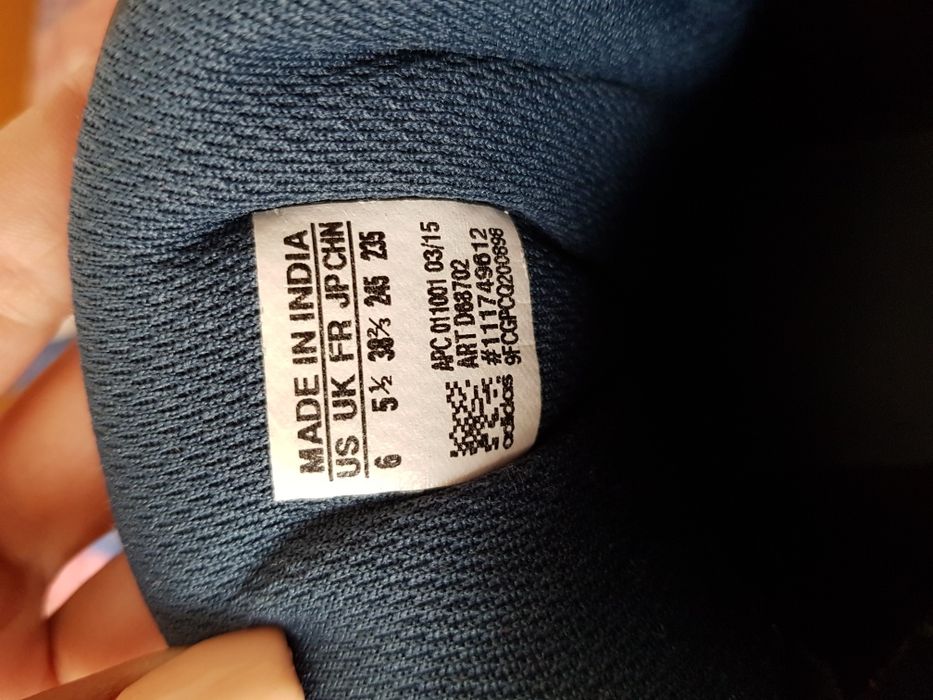 MADE IN INDIA
US UK FR JP CHN
6 5½ 38⅔ 245 235
APC 011001 03/15
ART D68702
#111749612
9FCGPCQ200898
adidas